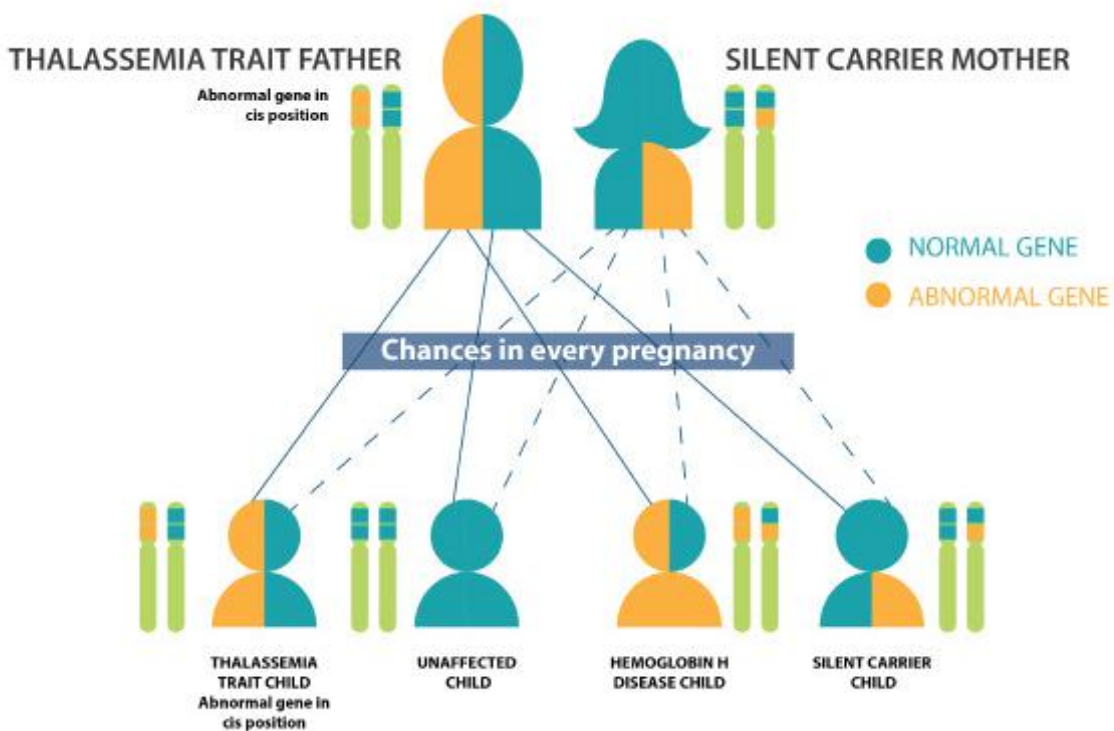 THALASSEMIA TRAIT FATHER
Abnormal gene in
cis position
SILENT CARRIER MOTHER
NORMAL GENE
ABNORMAL GENE
Chances in every pregnancy
THALASSEMIA
TRAIT CHILD
Abnormal gene in
cis position
UNAFFECTED
CHILD
HEMOGLOBIN H
DISEASE CHILD
SILENT CARRIER
CHILD